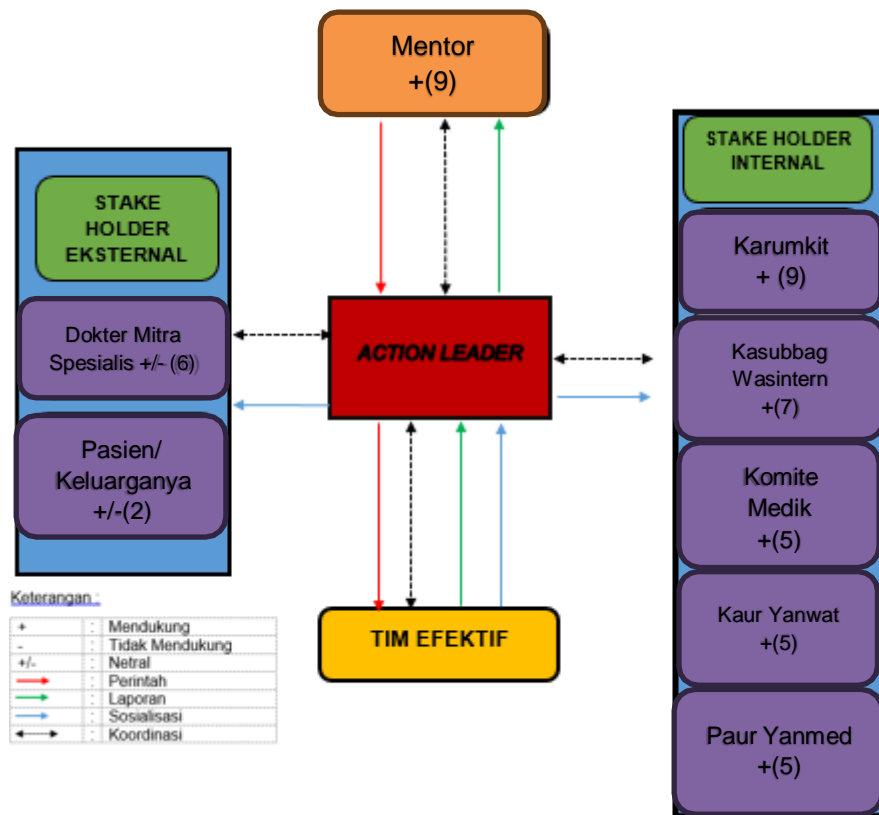 Mentor
+(9)
STAKE
HOLDER
EKSTERNAL
Dokter Mitra
Spesialis +/- (6)
Pasien/
Keluarganya
+/-(2)
ACTION LEADER
TIM EFEKTIF
STAKE HOLDER
INTERNAL
Karumkit
+ (9)
Kasubbag
Wasintern
+(7)
Komite
Medik
+(5)
Kaur Yanwat
+(5)
Paur Yanmed
+(5)
Keterangan :
+ : Mendukung
- : Tidak Mendukung
+/- : Netral
: Perintah
: Laporan
: Sosialisasi
: Koordinasi